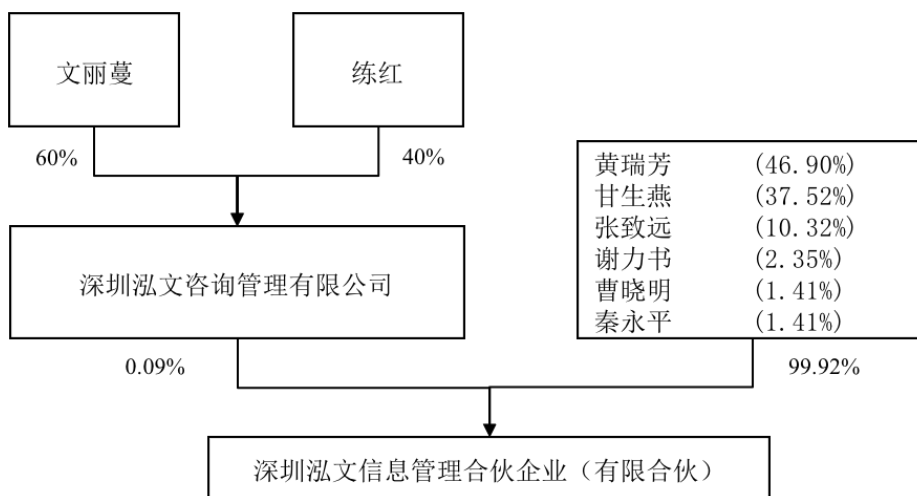 文丽蔓
练红
60%
40%
黄瑞芳 (46.90%)
甘生燕 (37.52%)
张致远 (10.32%)
谢力书 (2.35%)
曹晓明 (1.41%)
秦永平 (1.41%)
深圳泓文咨询管理有限公司
0.09%
99.92%
深圳泓文信息管理合伙企业（有限合伙）